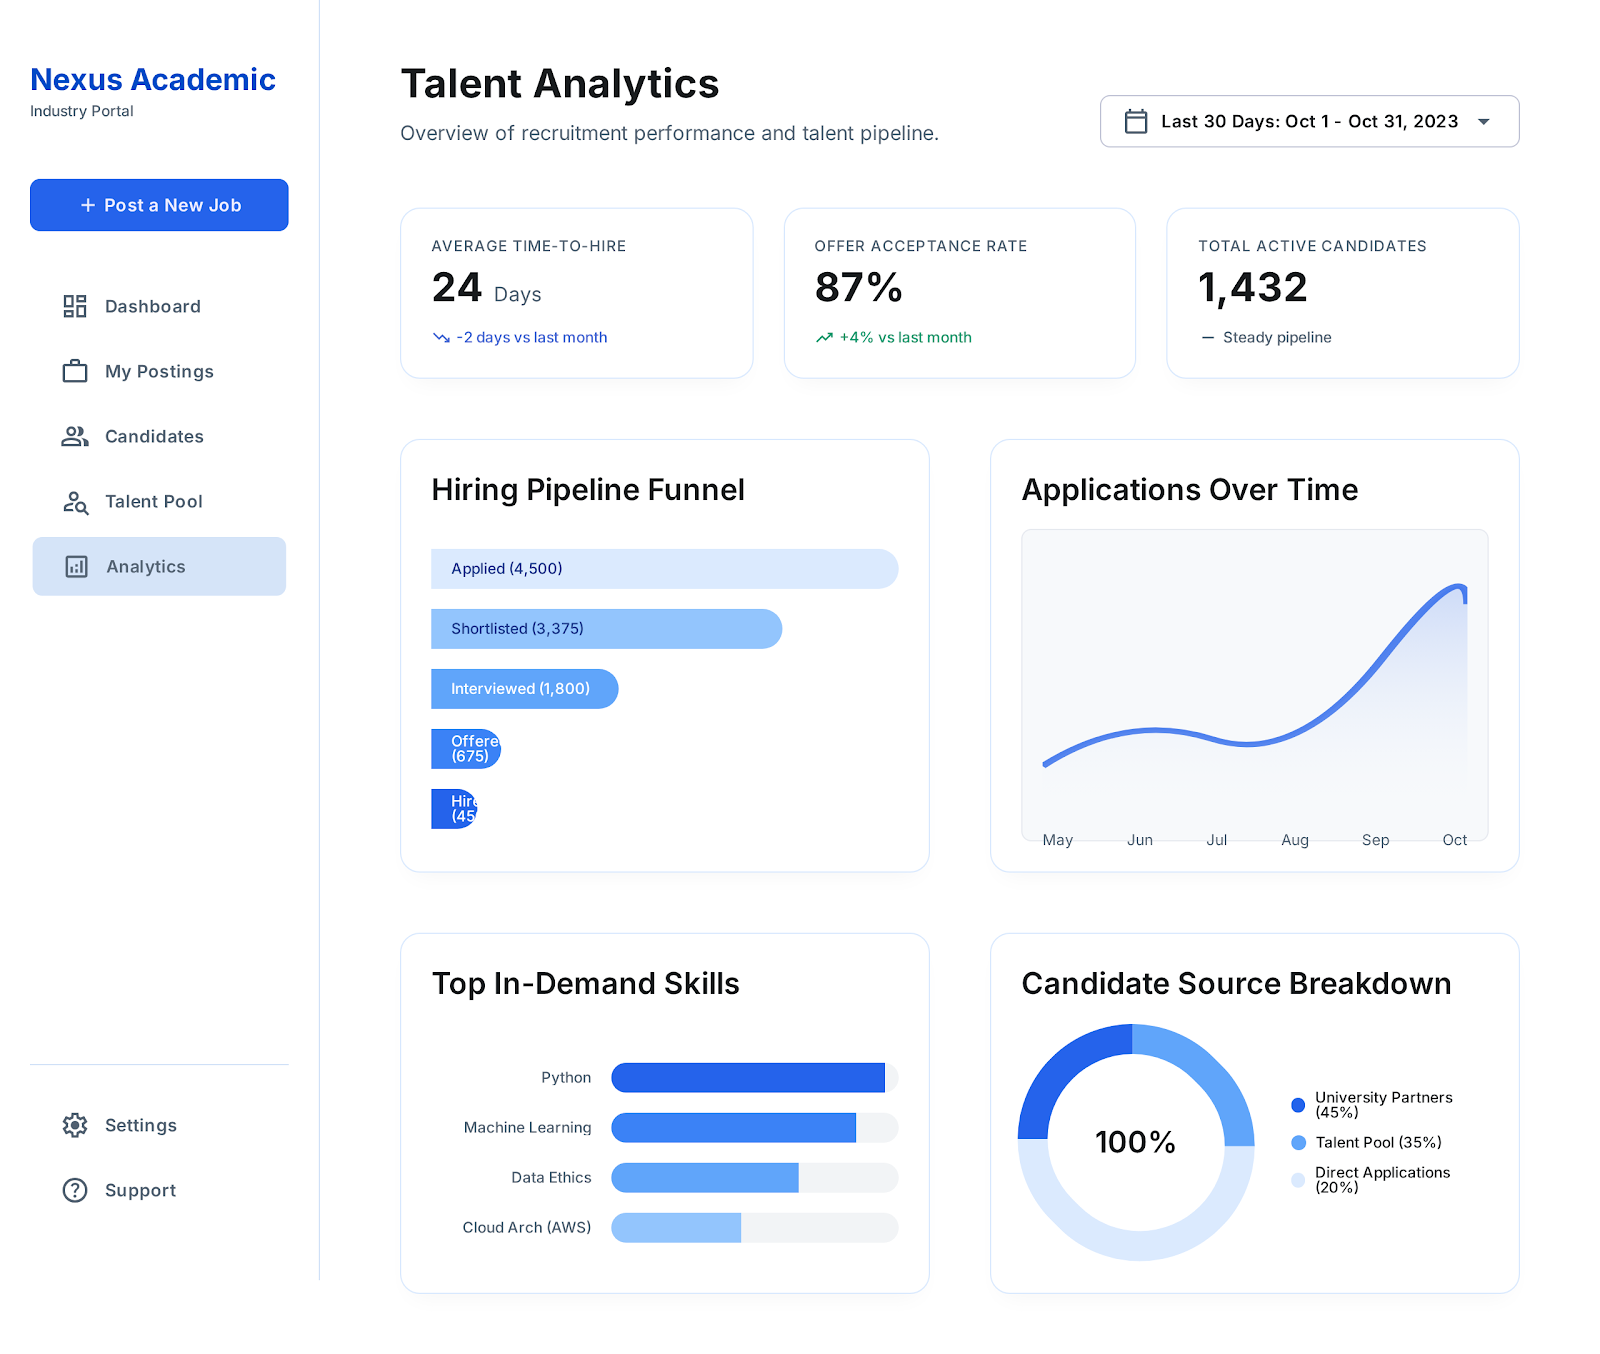 Nexus Academic
Industry Portal
+ Post a New Job
Dashboard
My Postings
Candidates
Talent Pool
Analytics
Settings
Support
Talent Analytics
Overview of recruitment performance and talent pipeline.
Last 30 Days: Oct 1 - Oct 31, 2023
AVERAGE TIME-TO-HIRE
24 Days
-2 days vs last month
OFFER ACCEPTANCE RATE
87%
+4% vs last month
TOTAL ACTIVE CANDIDATES
1,432
Steady pipeline
Hiring Pipeline Funnel
Applied (4,500)
Shortlisted (3,375)
Interviewed (1,800)
Offere
(675)
Hire
(45
Applications Over Time
May Jun Jul Aug Sep Oct
Top In-Demand Skills
Python
Machine Learning
Data Ethics
Cloud Arch (AWS)
Candidate Source Breakdown
100%
University Partners
(45%)
Talent Pool (35%)
Direct Applications
(20%)